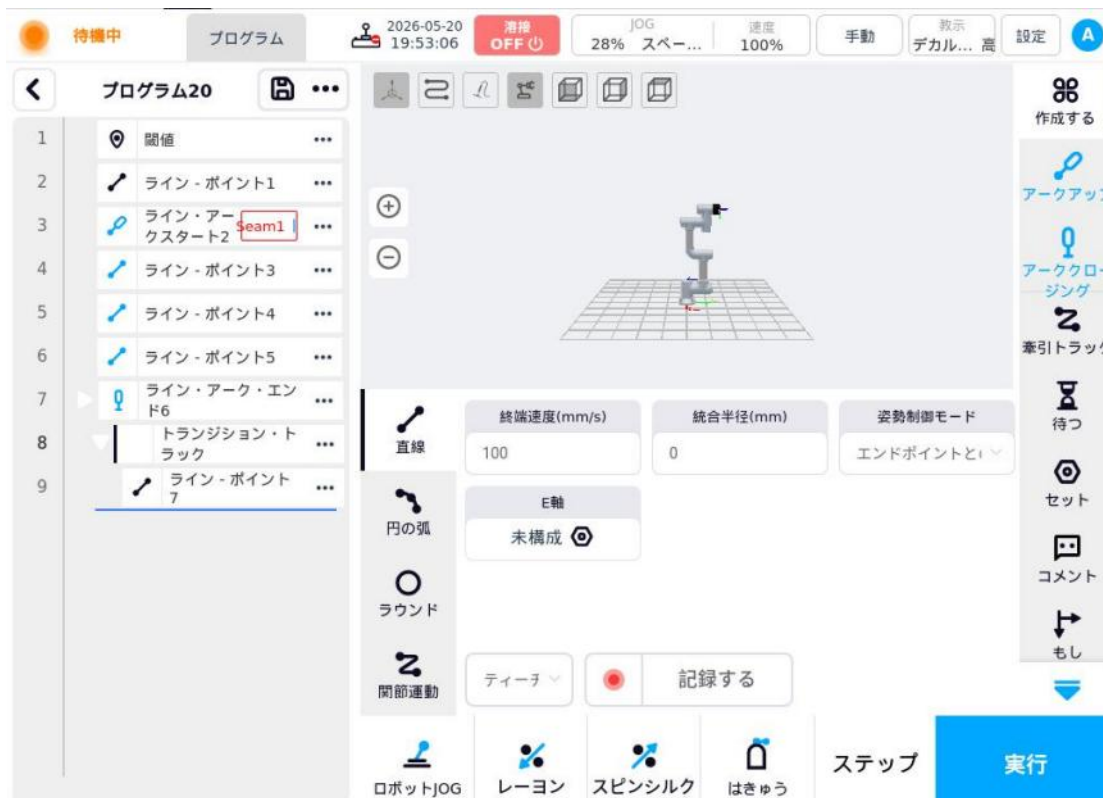 待機中
プログラム
2026-05-20
19:53:06
溶接
OFF
JOG
28% スペー...
速度
100%
手動
教示
デカル... 高
設定
A
プログラム20
1 閾値
2 ライン - ポイント1
3 ライン・アー
クスタート2
Seam1
4 ライン - ポイント3
5 ライン - ポイント4
6 ライン - ポイント5
7 ライン・アーク・エン
ド6
8 トランジション・ト
ラック
9 ライン - ポイント
7
直線
円の弧
ラウンド
関節運動
終端速度(mm/s)
100
統合半径(mm)
0
姿勢制御モード
エンドポイントと
E軸
未構成
ティーチ
記録する
作成する
アークアップ
アーククロー
ジング
牽引トラック
待つ
セット
コメント
もし
ロボットJOG
レーヨン
スピンシルク
はきゅう
ステップ
実行